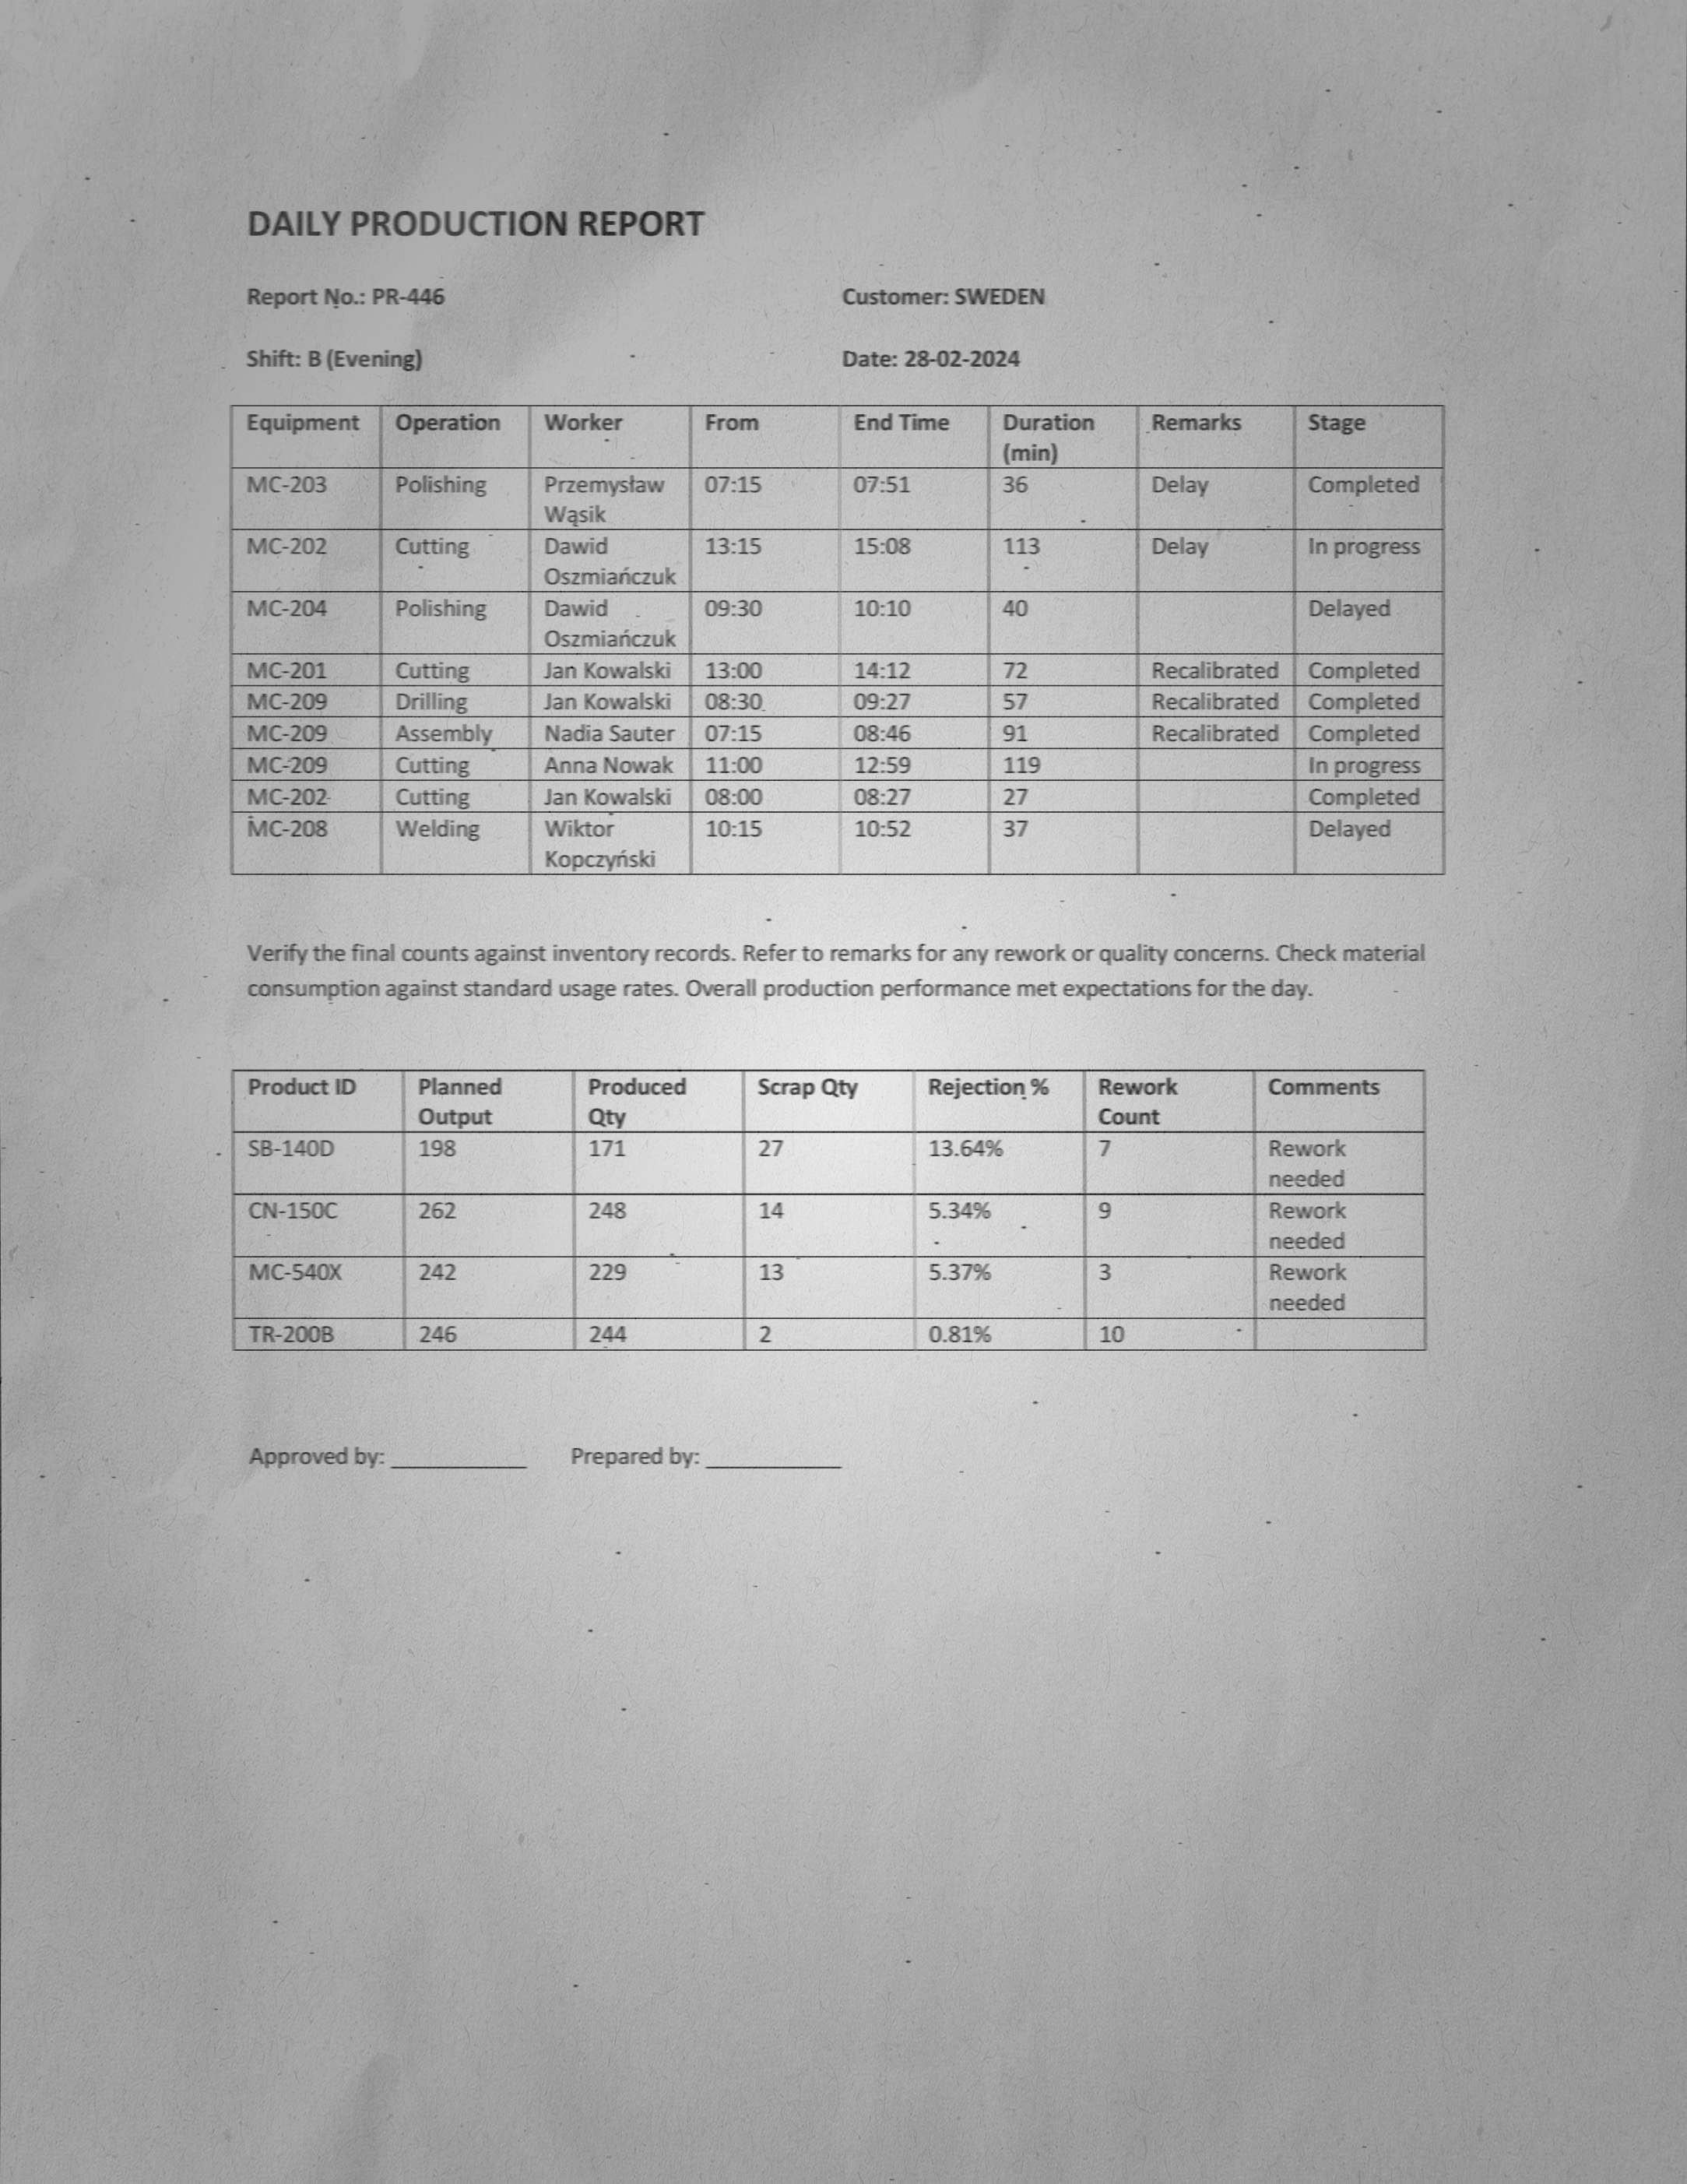 DAILY PRODUCTION REPORT
Report No.: PR-446 Customer: SWEDEN
Shift: B (Evening) Date: 28-02-2024
Equipment Operation Worker From End Time Duration (min) Remarks Stage
MC-203 Polishing Przemysław Wąsik 07:15 07:51 36 Delay Completed
MC-202 Cutting Dawid Oszmiańczuk 13:15 15:08 113 Delay In progress
MC-204 Polishing Dawid Oszmiańczuk 09:30 10:10 40 Delayed
MC-201 Cutting Jan Kowalski 13:00 14:12 72 Recalibrated Completed
MC-209 Drilling Jan Kowalski 08:30 09:27 57 Recalibrated Completed
MC-209 Assembly Nadia Sauter 07:15 08:46 91 Recalibrated Completed
MC-209 Cutting Anna Nowak 11:00 12:59 119 In progress
MC-202 Cutting Jan Kowalski 08:00 08:27 27 Completed
MC-208 Welding Wiktor Kopczyński 10:15 10:52 37 Delayed
Verify the final counts against inventory records. Refer to remarks for any rework or quality concerns. Check material
consumption against standard usage rates. Overall production performance met expectations for the day.
Product ID Planned Output Produced Qty Scrap Qty Rejection % Rework Count Comments
SB-140D 198 171 27 13.64% 7 Rework needed
CN-150C 262 248 14 5.34% 9 Rework needed
MC-540X 242 229 13 5.37% 3 Rework needed
TR-200B 246 244 2 0.81% 10
Approved by: ____________ Prepared by: ____________